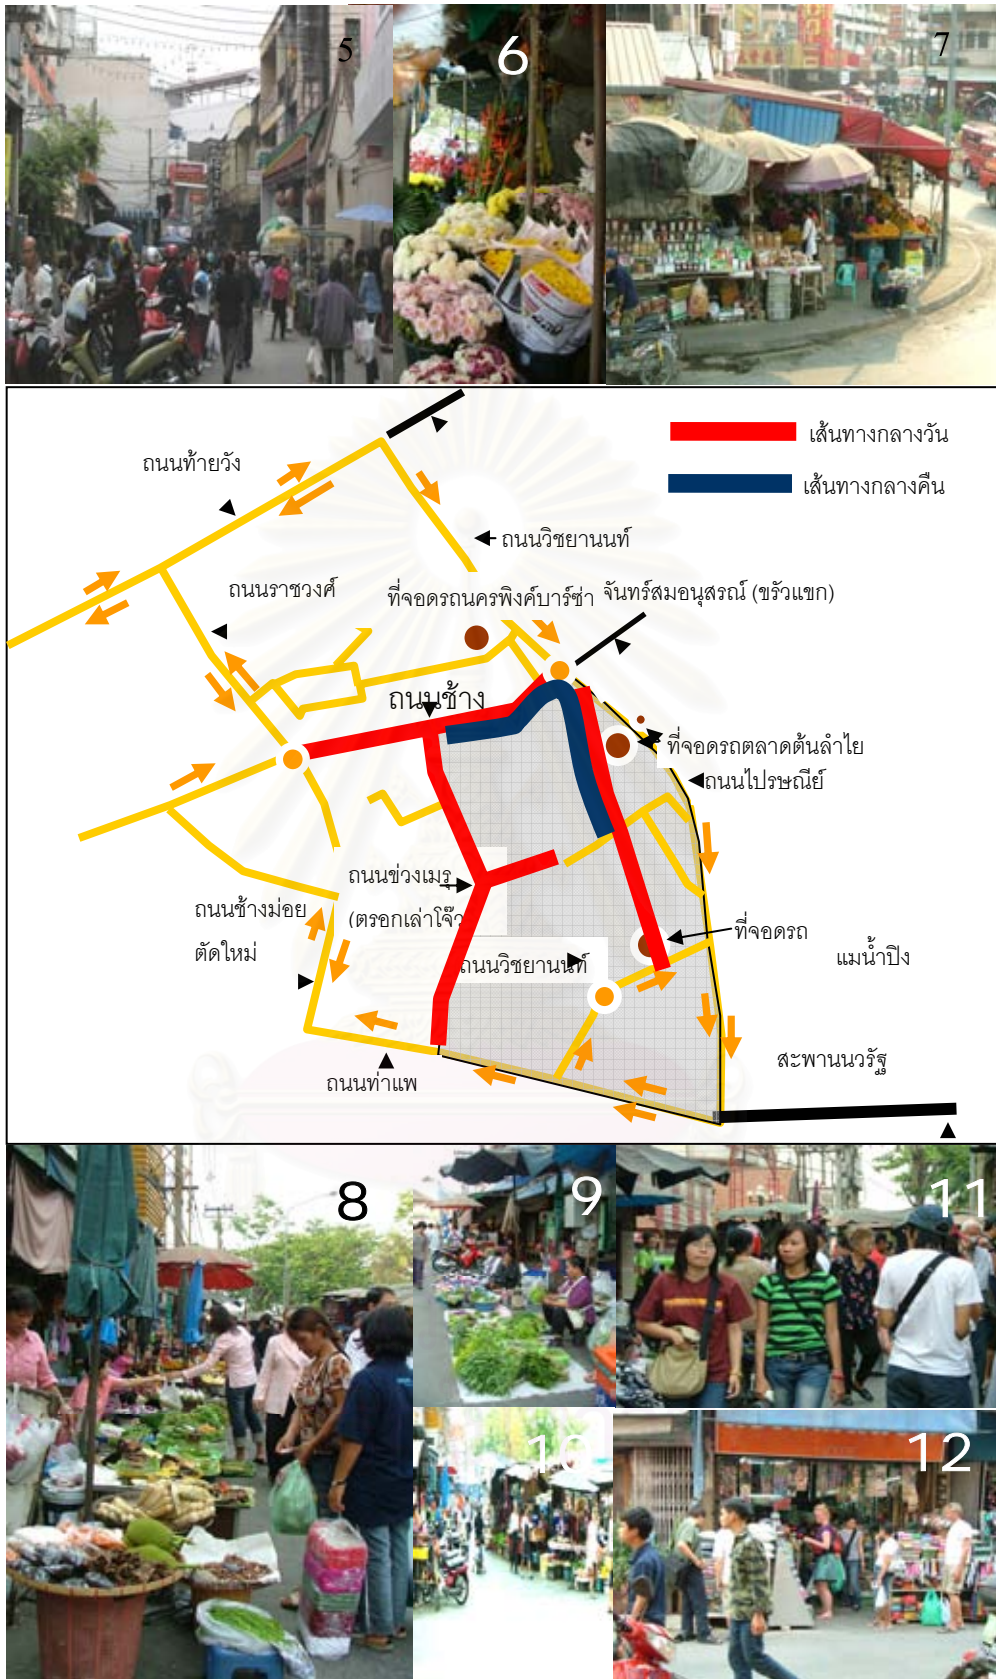 5
6
7
เส้นทางกลางวัน
ถนนท้ายวัง
เส้นทางกลางคืน
ถนนวิชยานนท์
ถนนราชวงศ์
ที่จอดรถนครพิงค์บาร์ซ่า
จันทร์สมอนุสรณ์ (ขรัวแขก)
ถนนช้าง
ที่จอดรถตลาดต้นลำไย
ถนนไปรษณีย์
ถนนข่วงเมรุ
(ตรอกเล่าโจ๊ว
ถนนช้างม่อย
ตัดใหม่
ที่จอดรถ
แม่น้ำปิง
ถนนวิชยานนท์
สะพานนวรัฐ
ถนนท่าแพ
8
9
11
10
12